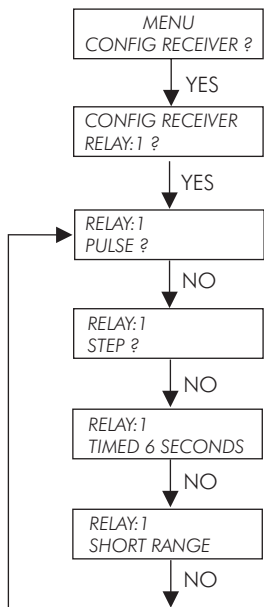 MENU
CONFIG RECEIVER ?
YES
CONFIG RECEIVER
RELAY:1 ?
YES
RELAY:1
PULSE ?
NO
RELAY:1
STEP ?
NO
RELAY:1
TIMED 6 SECONDS
NO
RELAY:1
SHORT RANGE
NO